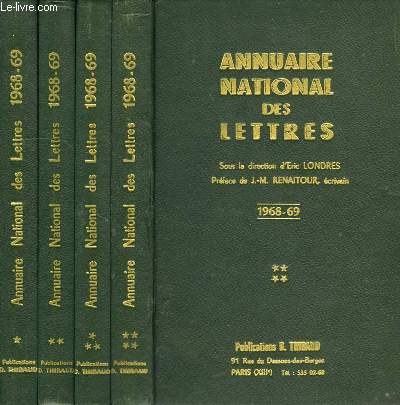 Le-livre.com
Annuaire National des Lettres 1968-69
*
Publications
D. THIBAUD
Annuaire National des Lettres 1968-69
**
Publications
D. THIBAUD
Annuaire National des Lettres 1968-69
***
Publications
D. THIBAUD
Annuaire National des Lettres 1968-69
****
Publications
D. THIBAUD
ANNUAIRE
NATIONAL
DES
LETTRES
Sous la direction d'Eric LONDRES
Préface de J.-M. RENAITOUR, écrivain
1968-69
****
Publications D. THIBAUD
91 Rue du Dessous-des-Berges
PARIS (XIIIe) Tél : 535 02-60